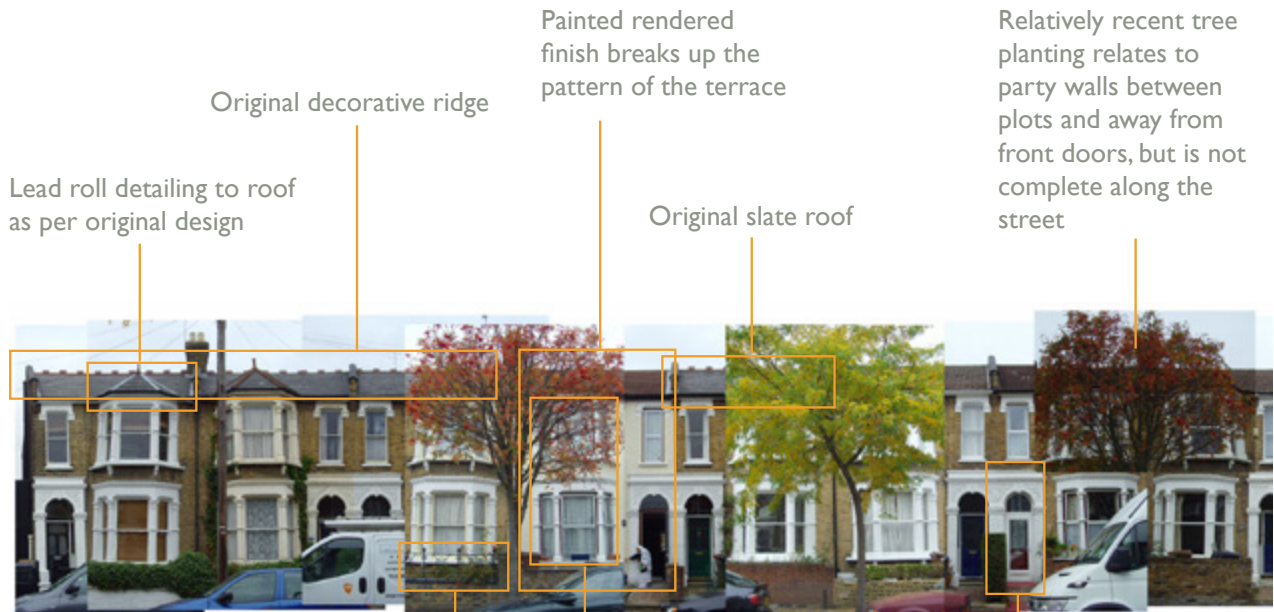 Painted rendered
finish breaks up the
pattern of the terrace
Relatively recent tree
planting relates to
party walls between
plots and away from
front doors, but is not
complete along the
street
Original decorative ridge
Lead roll detailing to roof
as per original design
Original slate roof